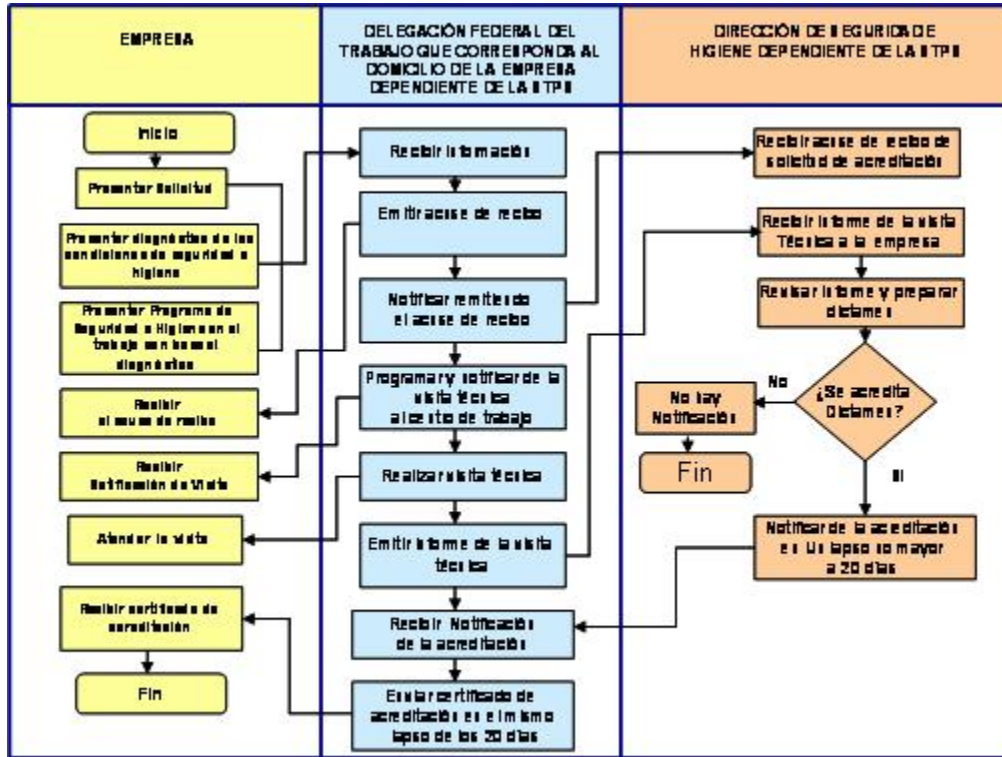 EMPRESA
DELEGACIÓN FEDERAL DEL
TRABAJO QUE CORRESPONDA AL
DOMICILIO DE LA EMPRESA
DEPENDIENTE DE LA STPS
DIRECCIÓN DE SEGURIDAD E
HIGIENE DEPENDIENTE DE LA STPS
Inicio
Presentar Solicitud
Presentar diagnóstico de las
condiciones de seguridad e
higiene
Presentar Programa de
Seguridad e Higiene en el
trabajo con base al
diagnóstico
Recibir
el acuse de recibo
Recibir
Notificación de Visita
Atender la visita
Recibir certificado de
acreditación
Fin
Recibir información
Emitir acuse de recibo
Notificar remitiendo
el acuse de recibo
Programar y notificar de la
visita técnica
al centro de trabajo
Realizar visita técnica
Emitir informe de la visita
técnica
Recibir Notificación
de la acreditación
Enviar certificado de
acreditación en el mismo
lapso de los 20 días
Recibir acuse de recibo de
solicitud de acreditación
Recibir informe de la visita
Técnica a la empresa
Revisar informe y preparar
dictamen
¿Se acredita
Dictamen?
No
No hay
Notificación
Fin
SI
Notificar de la acreditación
en Un lapso no mayor
a 20 días